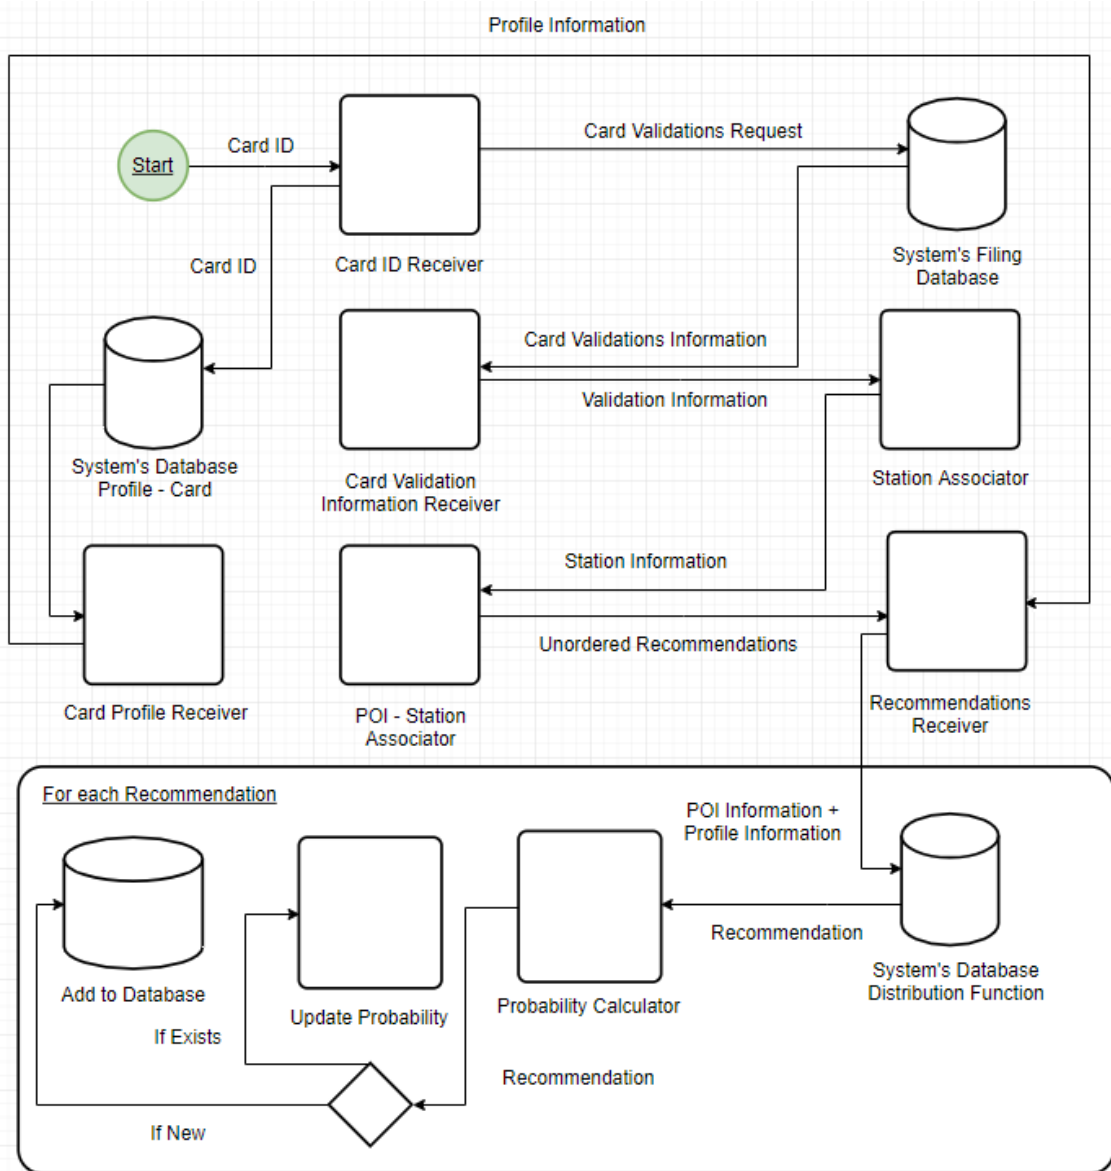 Profile Information
Start
Card ID
Card Validations Request
Card ID
Card ID Receiver
System's Filing
Database
Card Validations Information
Validation Information
System's Database
Profile - Card
Card Validation
Information Receiver
Station Associator
Station Information
Unordered Recommendations
Card Profile Receiver
POI - Station
Associator
Recommendations
Receiver
For each Recommendation
POI Information +
Profile Information
Recommendation
Add to Database
Update Probability
Probability Calculator
System's Database
Distribution Function
If Exists
Recommendation
If New